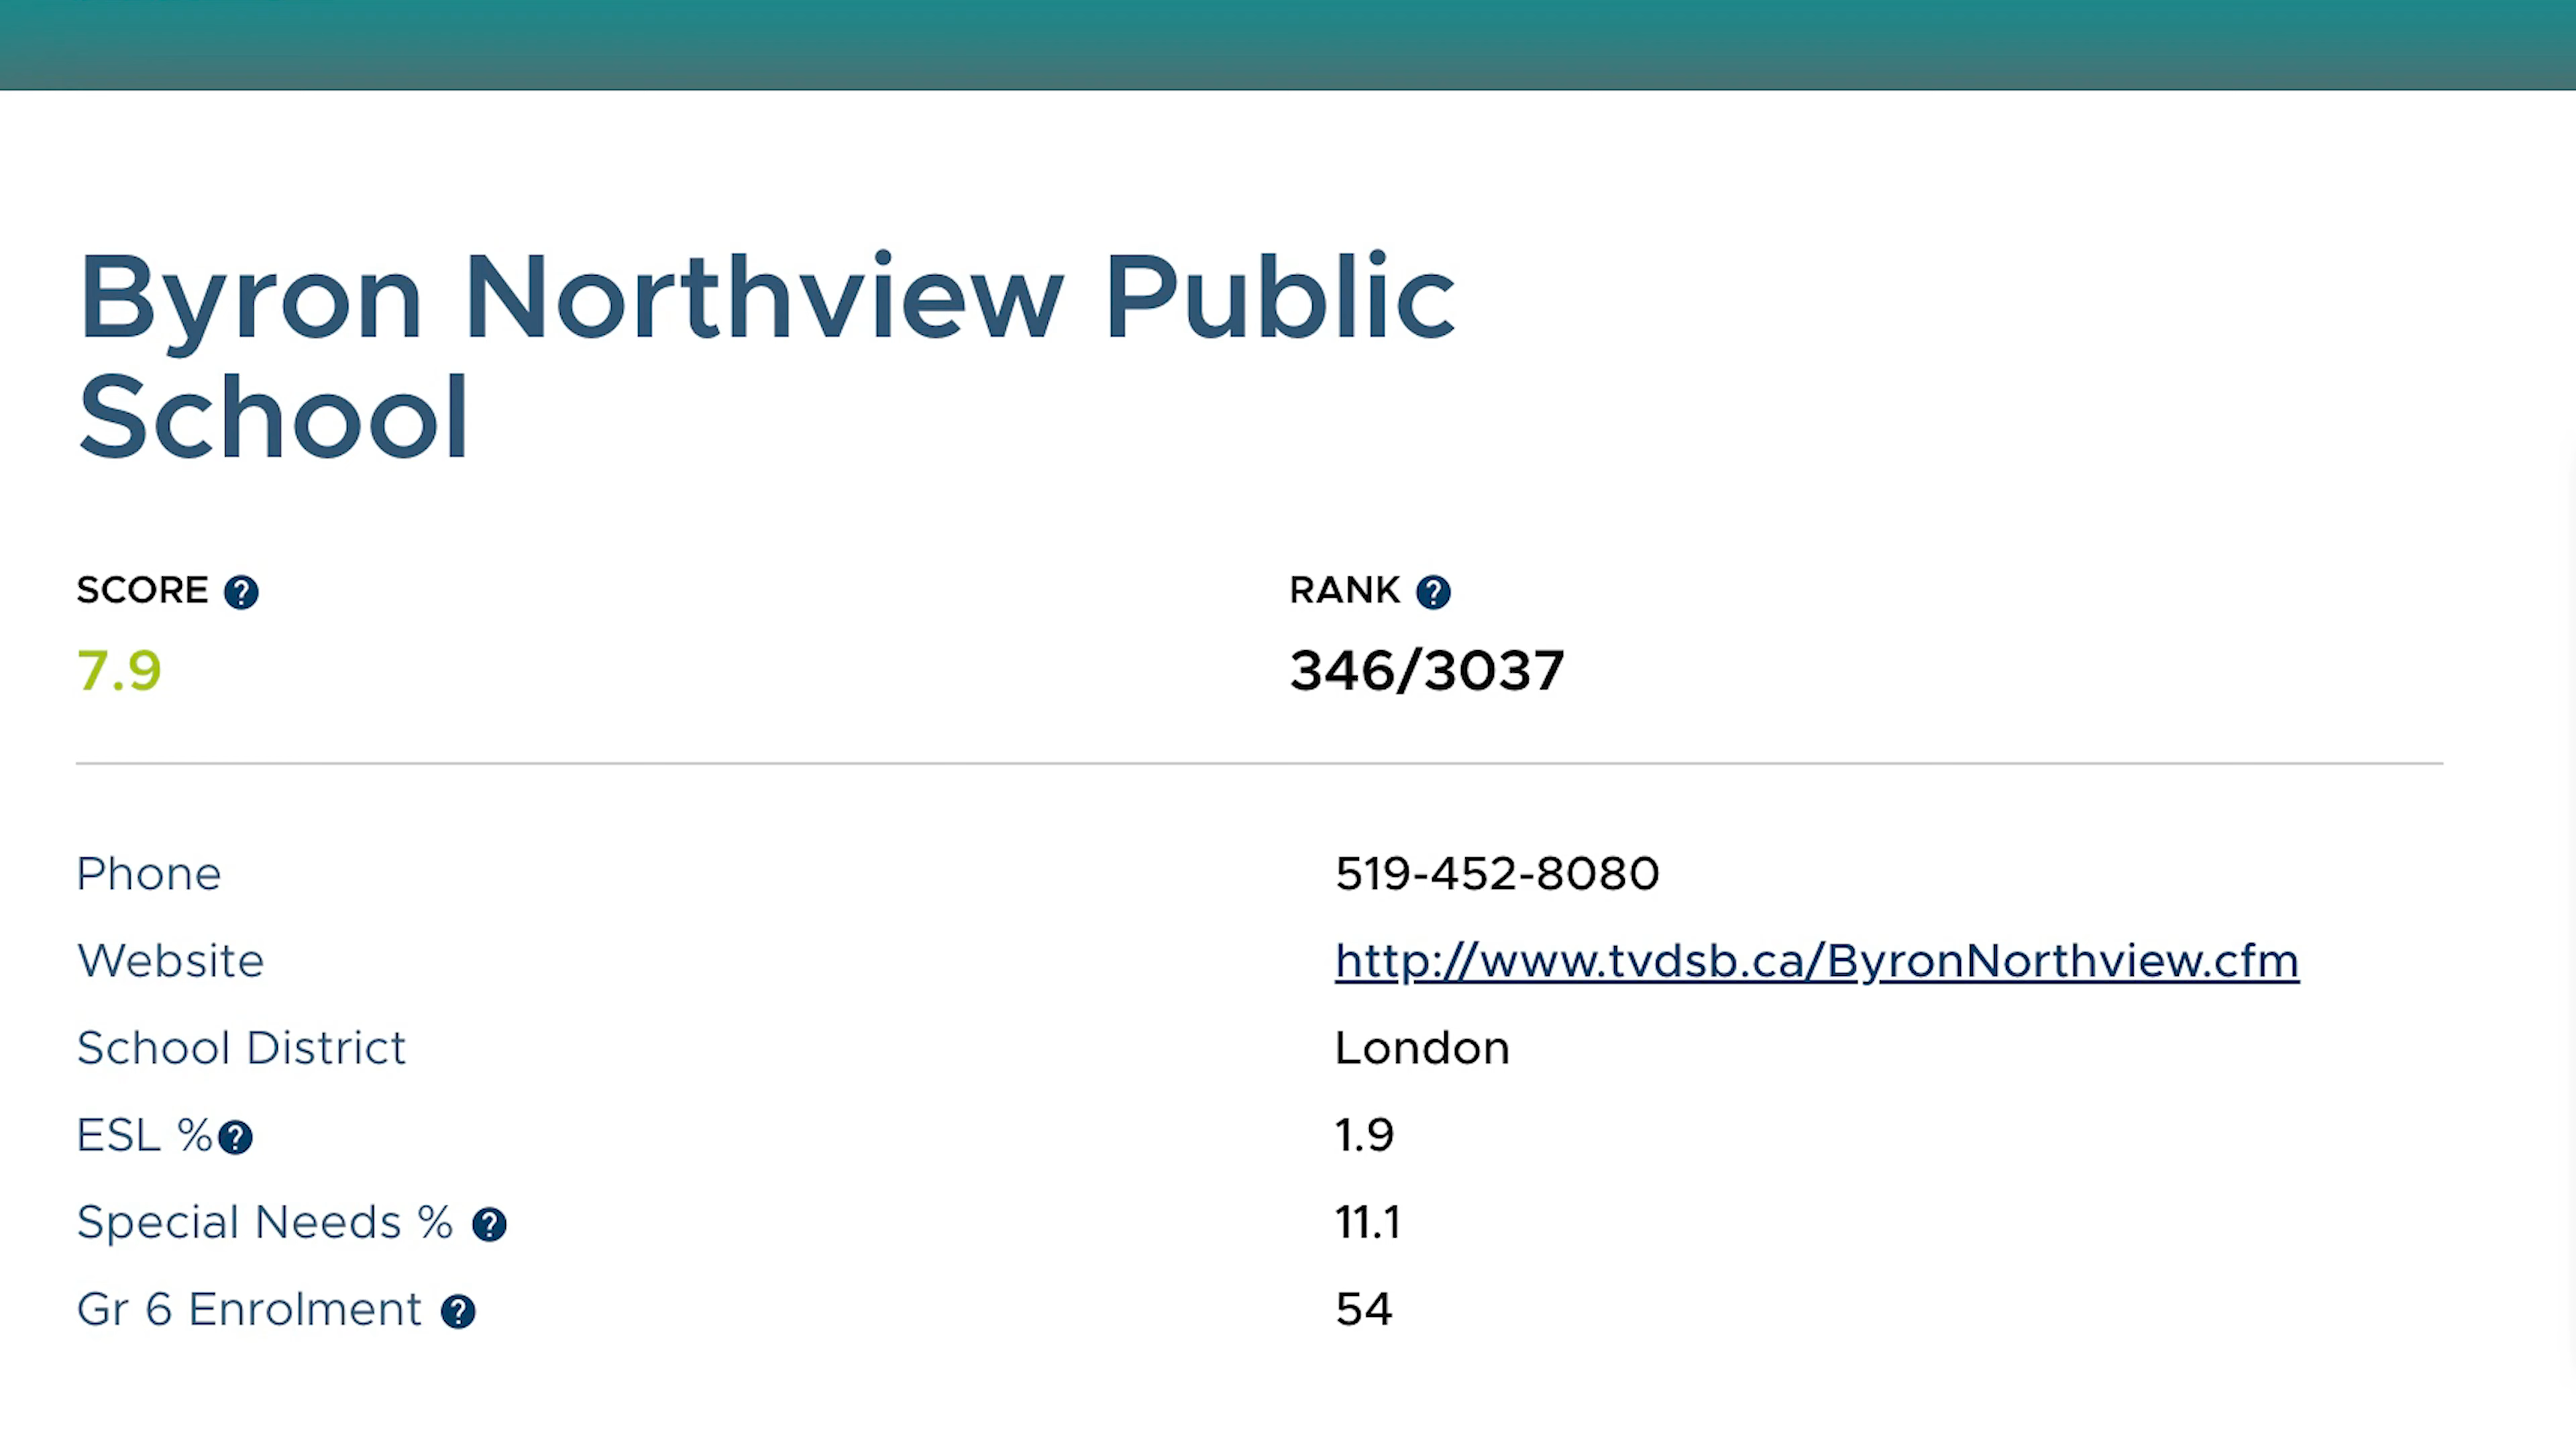 Byron Northview Public
School
SCORE ?
RANK ?
7.9
346/3037
Phone
519-452-8080
Website
http://www.tvdsb.ca/ByronNorthview.cfm
School District
London
ESL % ?
1.9
Special Needs % ?
11.1
Gr 6 Enrolment ?
54